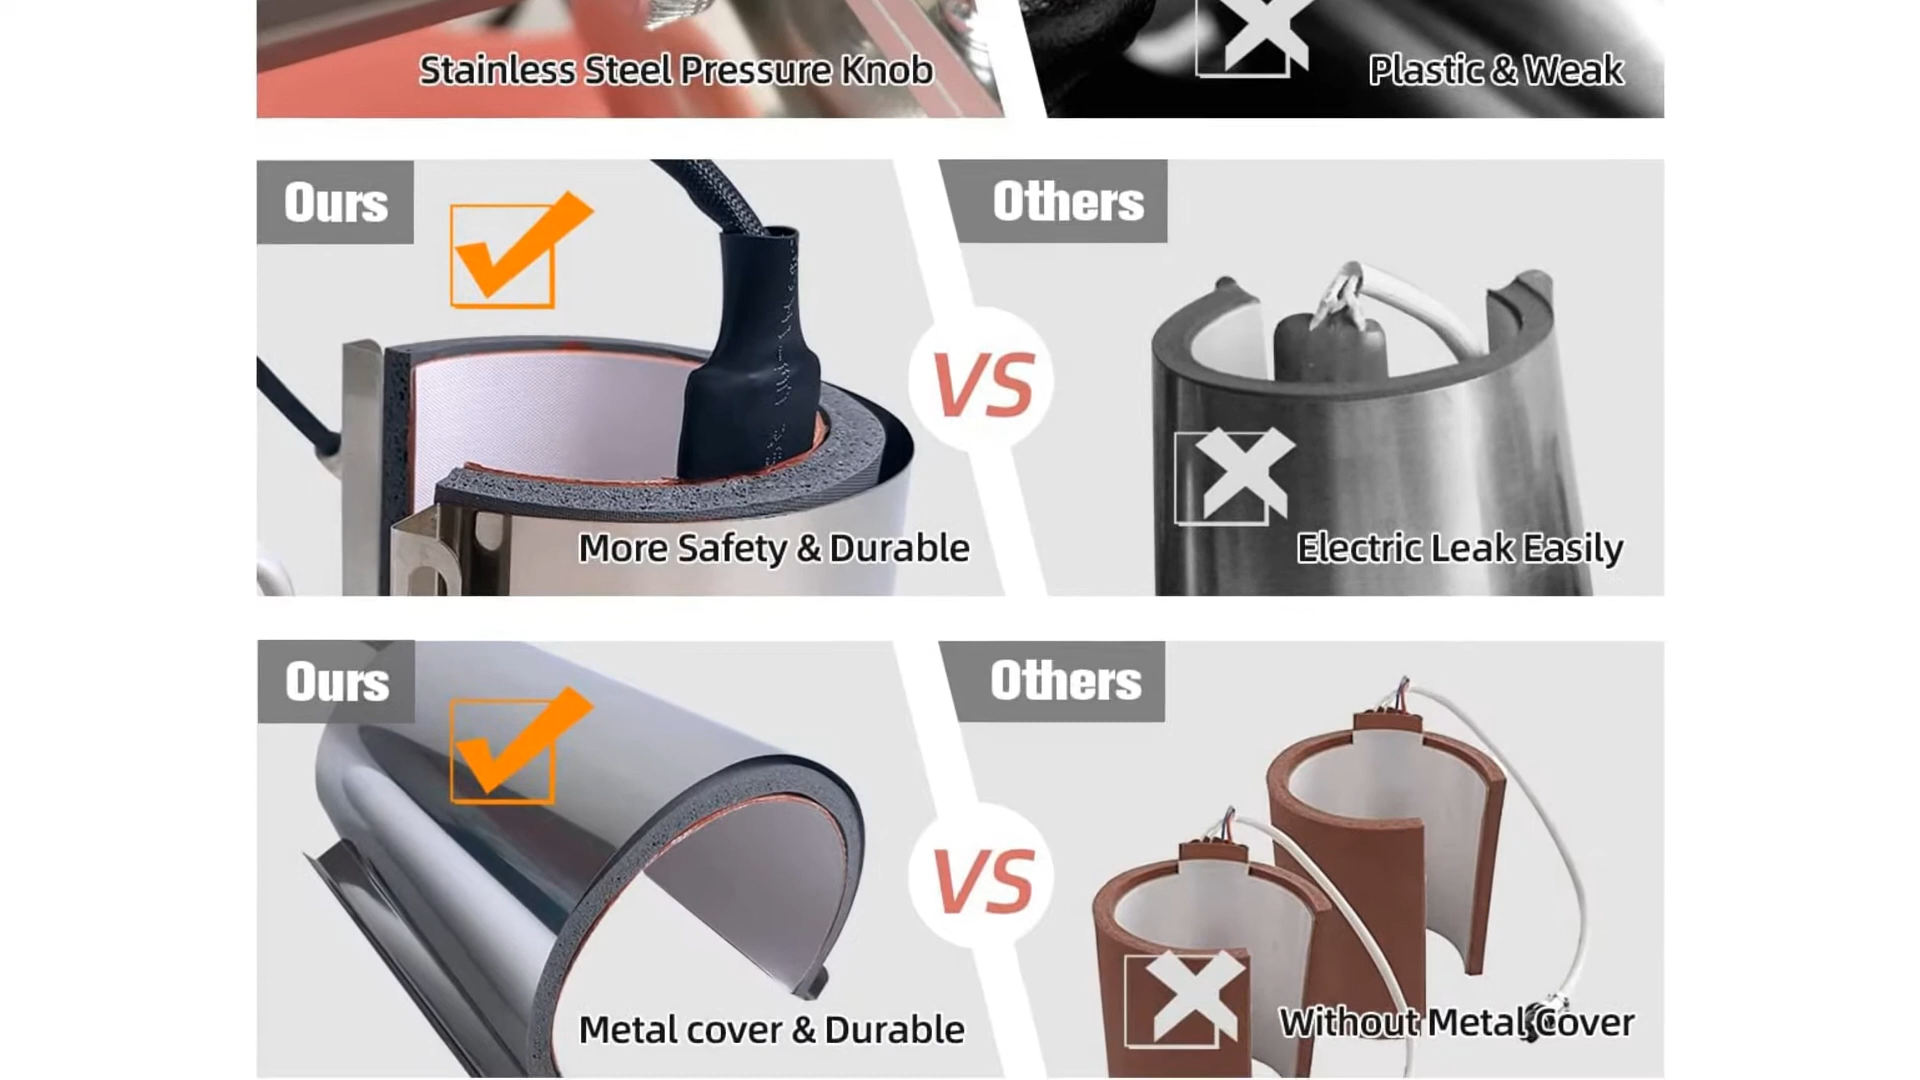 Stainless Steel Pressure Knob
Plastic & Weak
Ours
Others
VS
More Safety & Durable
Electric Leak Easily
Ours
Others
VS
Metal cover & Durable
Without Metal Cover